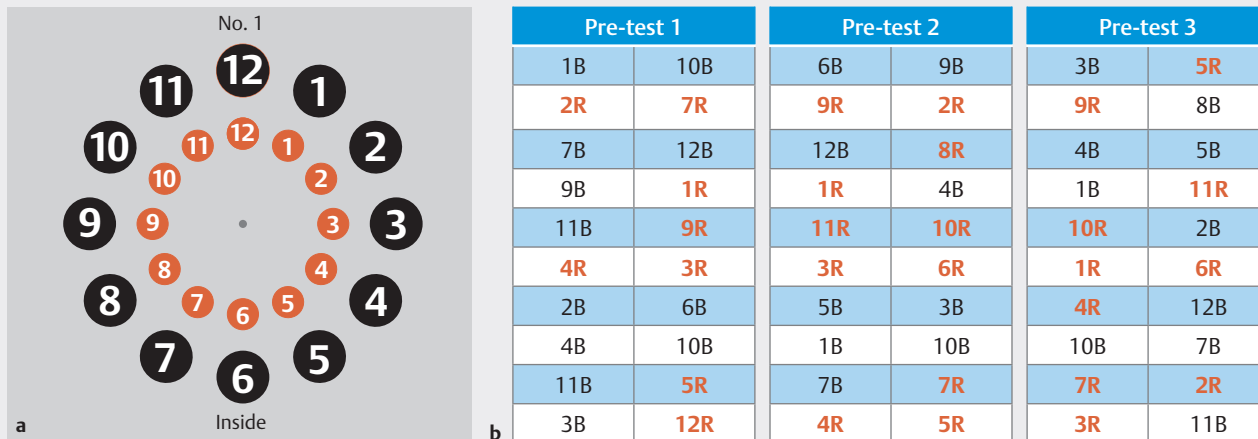 No. 1
12
11 1
10 2
9 3
8 4
7 5
6
12
11 1
10 2
9 3
8 4
7 5
6
Inside
a
b
Pre-test 1 Pre-test 2 Pre-test 3
1B 10B 6B 9B 3B 5R
2R 7R 9R 2R 9R 8B
7B 12B 12B 8R 4B 5B
9B 1R 1R 4B 1B 11R
11B 9R 11R 10R 10R 2B
4R 3R 3R 6R 1R 6R
2B 6B 5B 3B 4R 12B
4B 10B 1B 10B 10B 7B
11B 5R 7B 7R 7R 2R
3B 12R 4R 5R 3R 11B